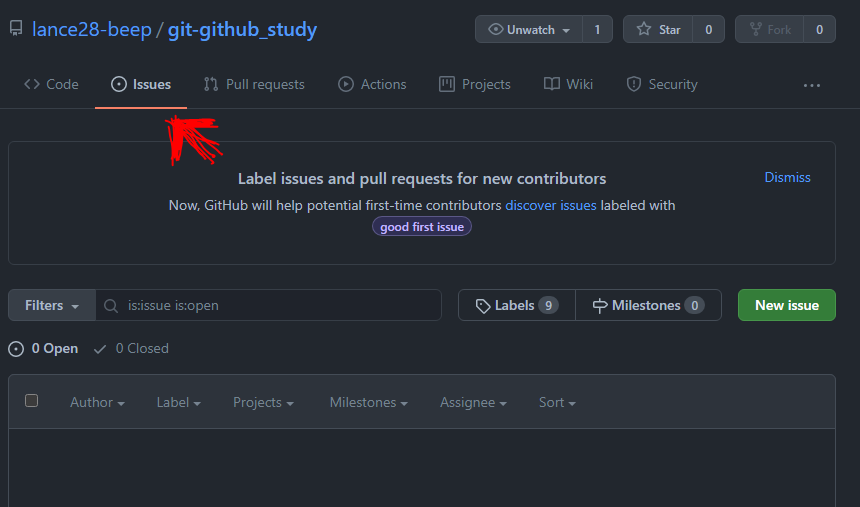 lance28-beep / git-github_study Unwatch 1 Star 0 Fork 0
Code Issues Pull requests Actions Projects Wiki Security ...
Label issues and pull requests for new contributors Dismiss
Now, GitHub will help potential first-time contributors discover issues labeled with
good first issue
Filters is:issue is:open Labels 9 Milestones 0 New issue
0 Open 0 Closed
Author Label Projects Milestones Assignee Sort